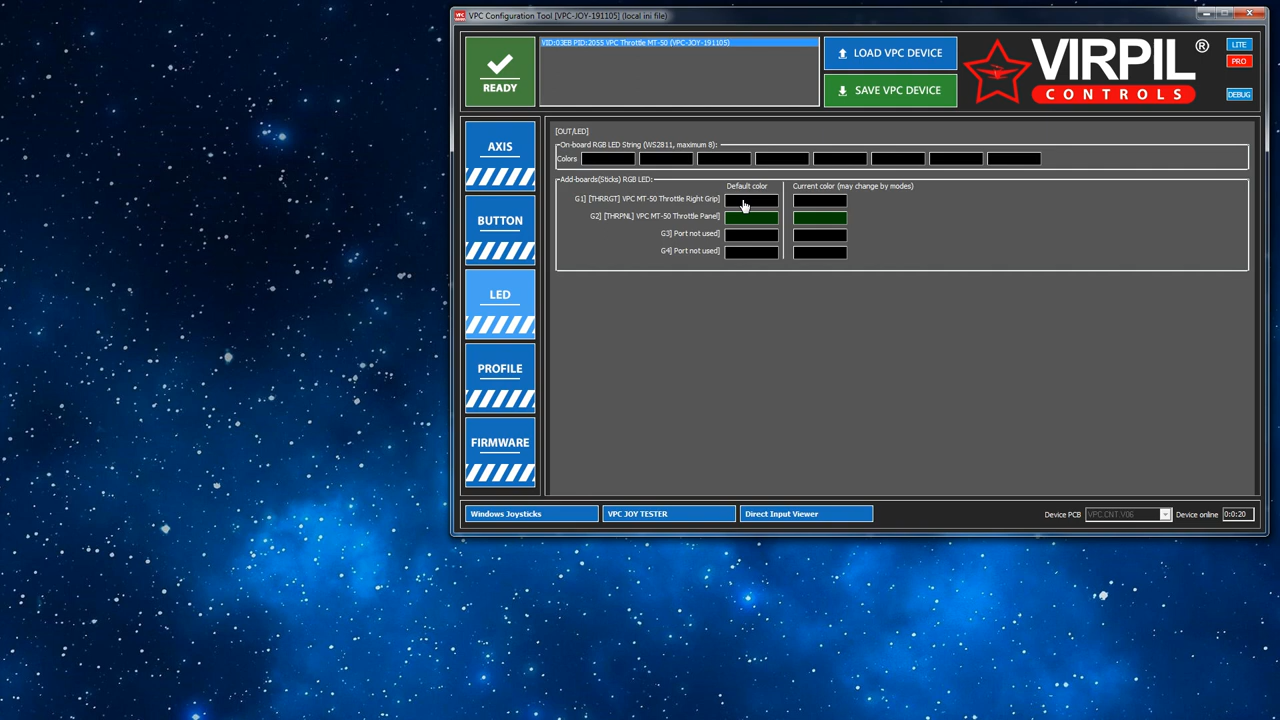 VPC Configuration Tool [VPC-JOY-191105] (local ini file)
READY
VID:03EB PID:2055 VPC Throttle MT-50 (VPC-JOY-191105)
LOAD VPC DEVICE
SAVE VPC DEVICE
VIRPIL ®
CONTROLS
LITE
PRO
DEBUG
AXIS
BUTTON
LED
PROFILE
FIRMWARE
[OUT/LED]
On-board RGB LED String (WS2811, maximum 8):
Colors
Add-boards(Sticks) RGB LED:
Default color
Current color (may change by modes)
G1] [THRRGT] VPC MT-50 Throttle Right Grip]
G2] [THRPNL] VPC MT-50 Throttle Panel]
G3] Port not used]
G4] Port not used]
Windows Joysticks
VPC JOY TESTER
Direct Input Viewer
Device PCB
VPC.CNT V06
Device online
0:0:20